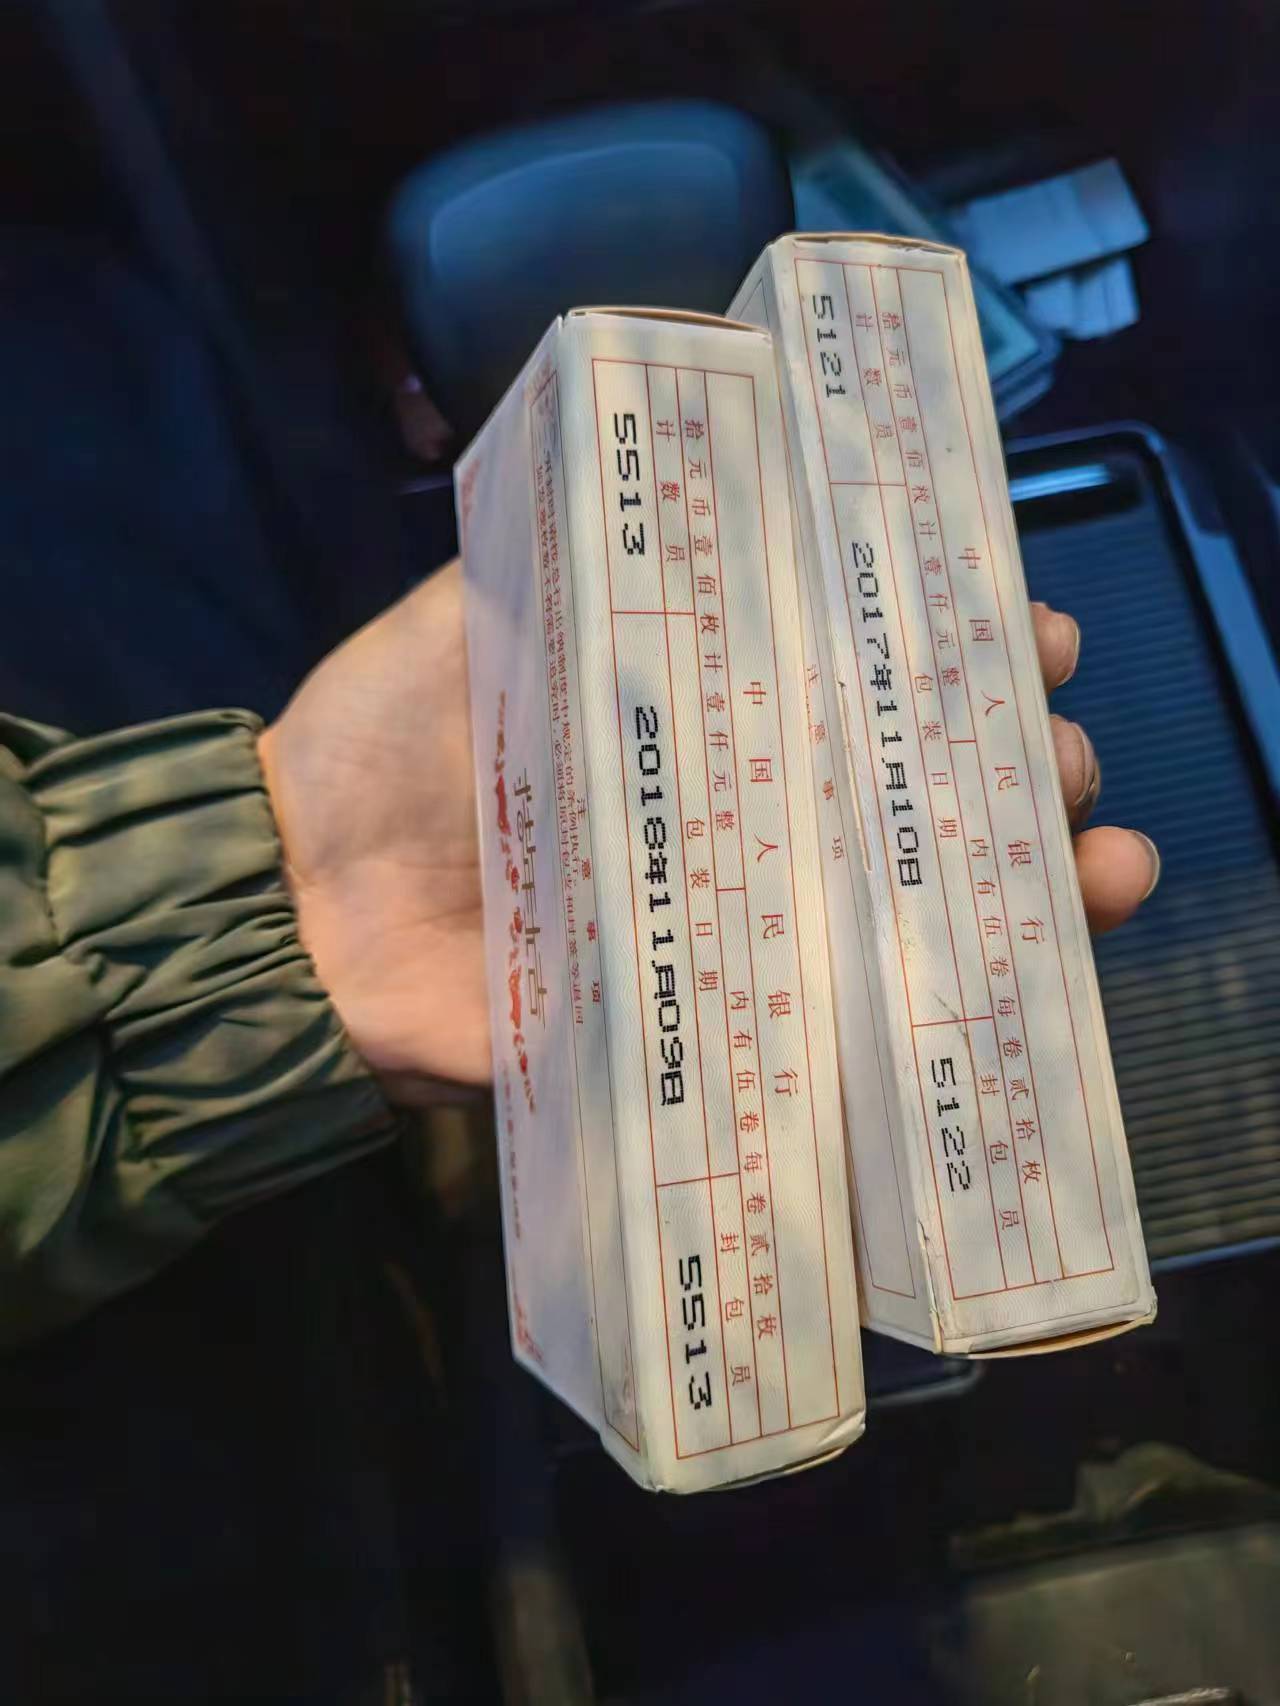 中国人民银行
拾元币壹佰枚计壹仟元整
内有伍卷每卷贰拾枚
计数员
包装日期
封包员
5513
2018年11月09日
5513
注意事项
中国人民银行
拾元币壹佰枚计壹仟元整
内有伍卷每卷贰拾枚
计数员
包装日期
封包员
5121
2017年11月10日
5122
注意事项